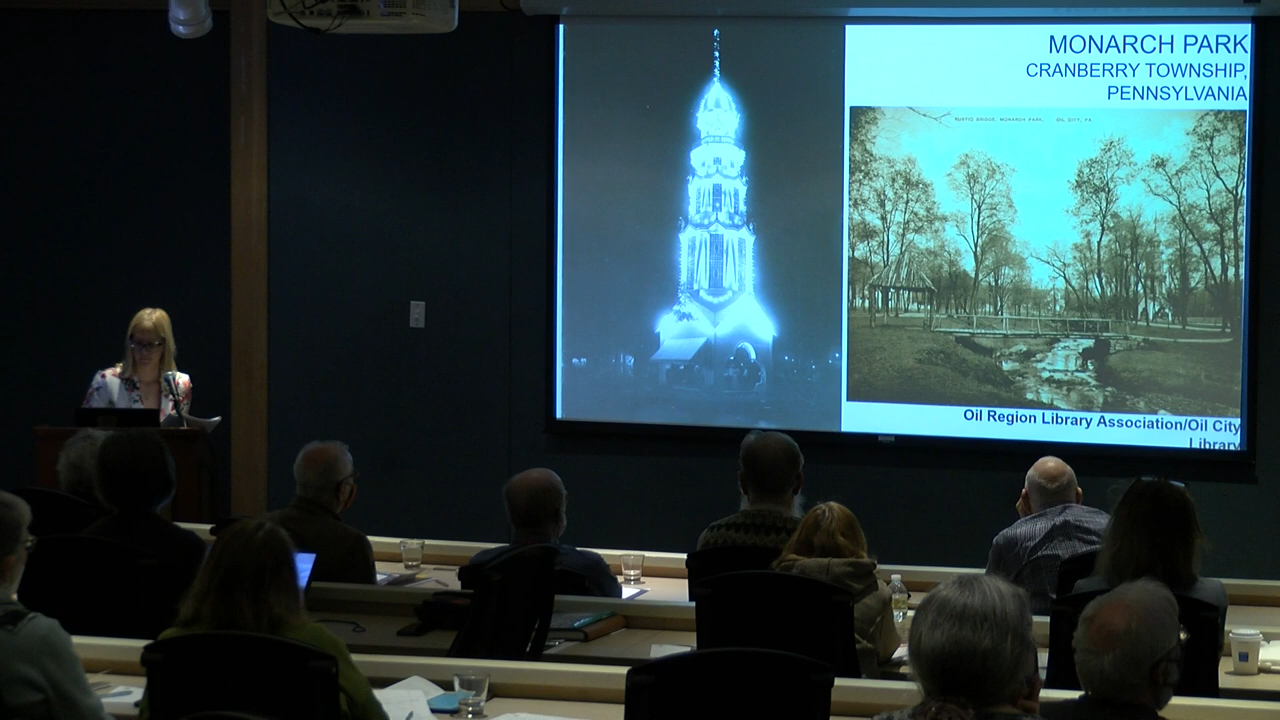 MONARCH PARK
CRANBERRY TOWNSHIP,
PENNSYLVANIA
RUSTIC BRIDGE, MONARCH PARK, OIL CITY, PA.
Oil Region Library Association/Oil City
Library